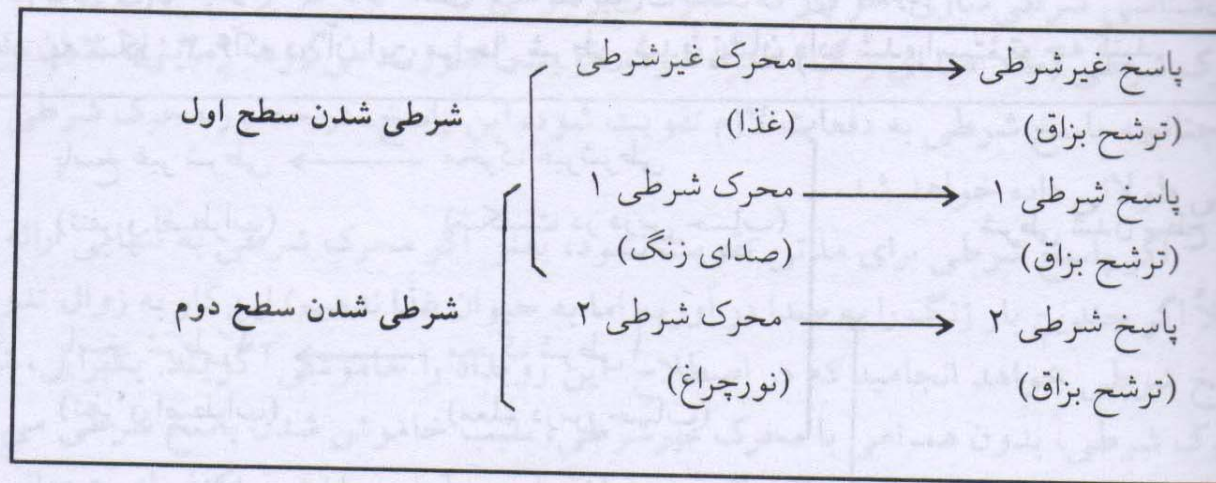 محرک غیرشرطی → پاسخ غیرشرطی
شرطی شدن سطح اول (غذا) (ترشح بزاق)
محرک شرطی ۱ → پاسخ شرطی ۱
(صدای زنگ) (ترشح بزاق)
شرطی شدن سطح دوم محرک شرطی ۲ → پاسخ شرطی ۲
(نورچراغ) (ترشح بزاق)